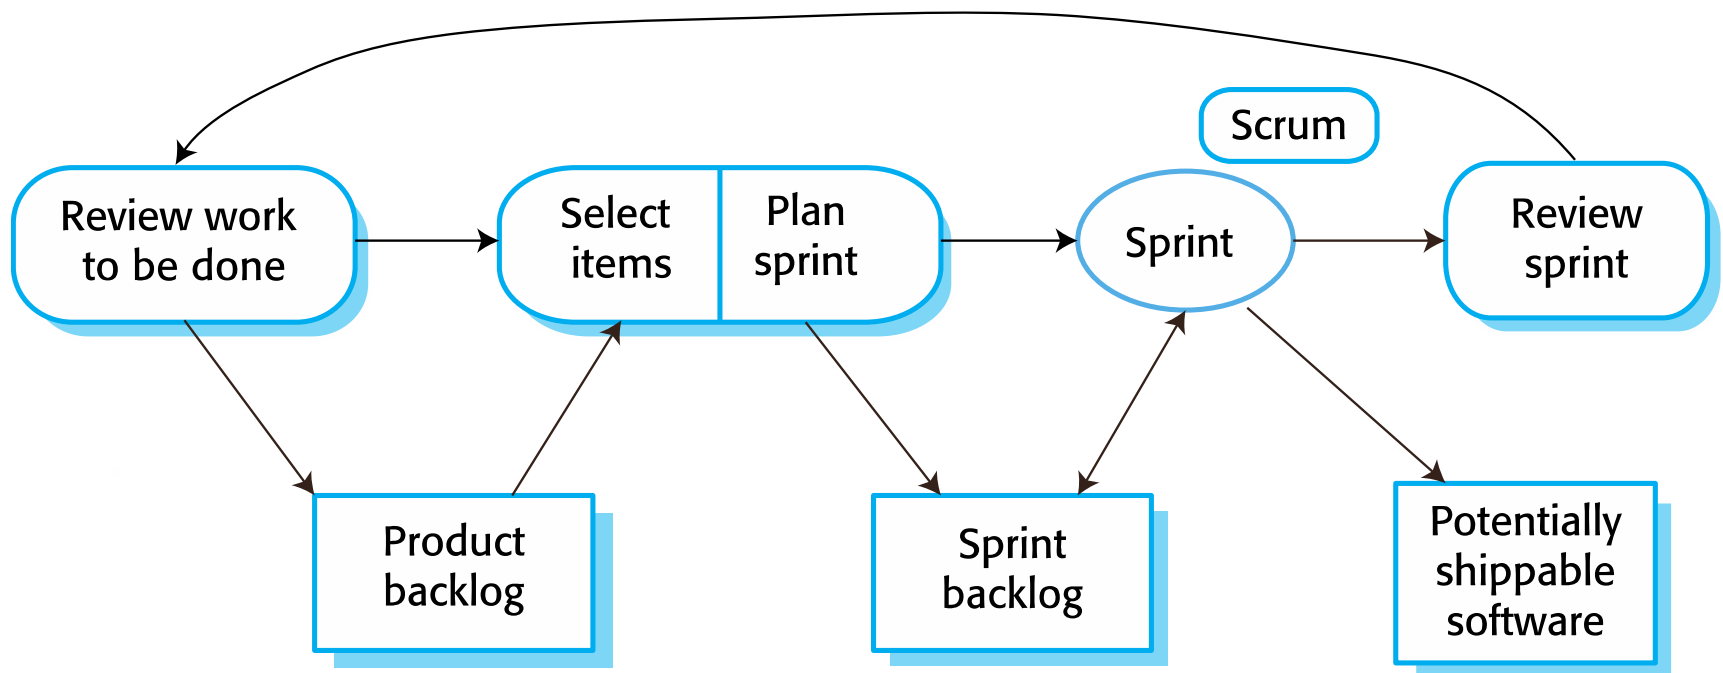 Scrum
Review work
to be done
Select
items
Plan
sprint
Sprint
Review
sprint
Product
backlog
Sprint
backlog
Potentially
shippable
software